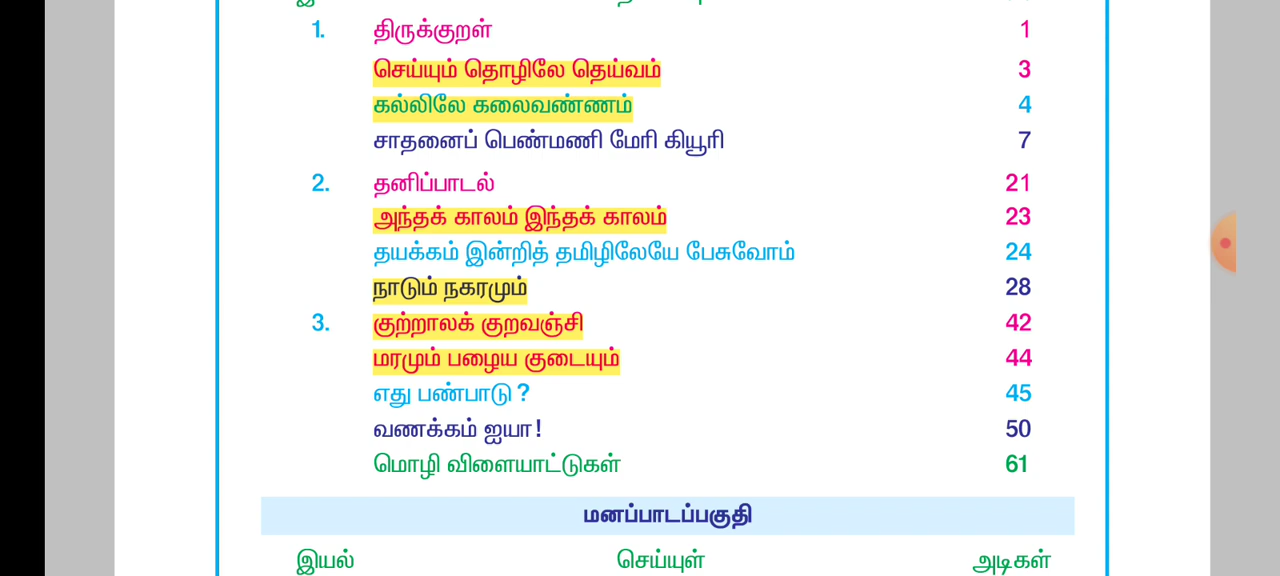 1. திருக்குறள் 1
செய்யும் தொழிலே தெய்வம் 3
கல்லிலே கலைவண்ணம் 4
சாதனைப் பெண்மணி மேரி கியூரி 7
2. தனிப்பாடல் 21
அந்தக் காலம் இந்தக் காலம் 23
தயக்கம் இன்றித் தமிழிலேயே பேசுவோம் 24
நாடும் நகரமும் 28
3. குற்றாலக் குறவஞ்சி 42
மரமும் பழைய குடையும் 44
எது பண்பாடு ? 45
வணக்கம் ஐயா ! 50
மொழி விளையாட்டுகள் 61
மனப்பாடப்பகுதி
இயல் செய்யுள் அடிகள்